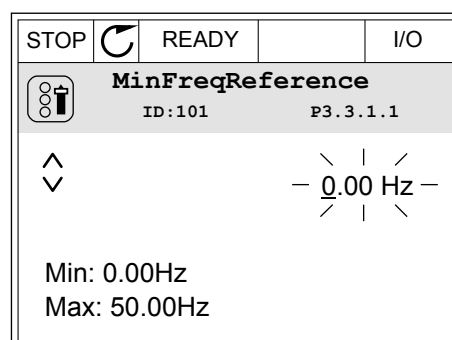 STOP READY I/O
MinFreqReference
ID:101 P3.3.1.1
0.00 Hz
Min: 0.00Hz
Max: 50.00Hz